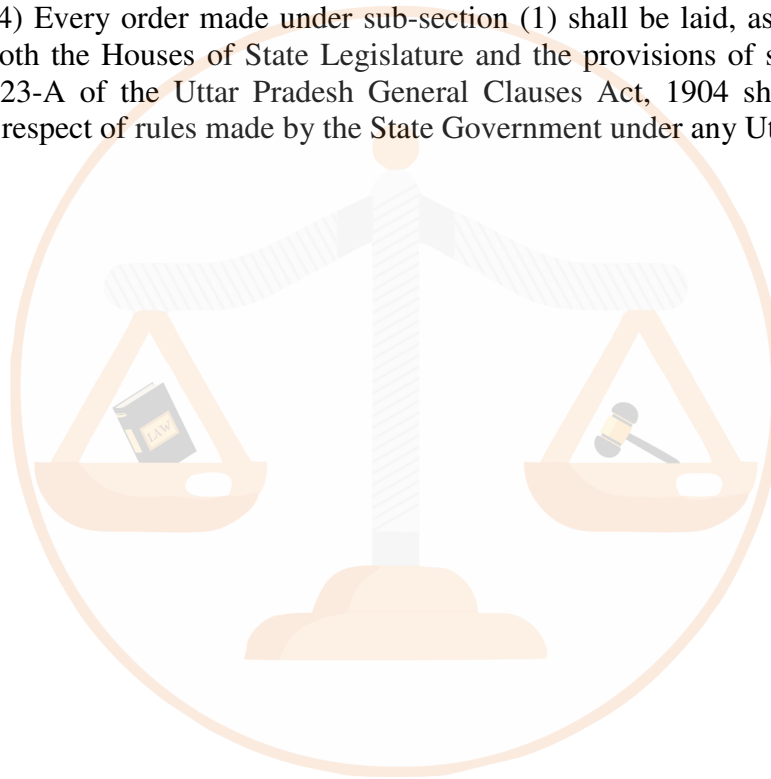 4) Every order made under sub-section (1) shall be laid, as
oth the Houses of State Legislature and the provisions of s
23-A of the Uttar Pradesh General Clauses Act, 1904 sh
respect of rules made by the State Government under any Ut
LAW